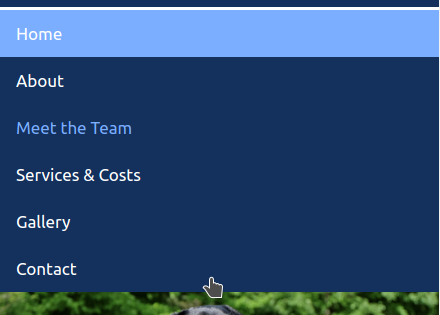 Home
About
Meet the Team
Services & Costs
Gallery
Contact